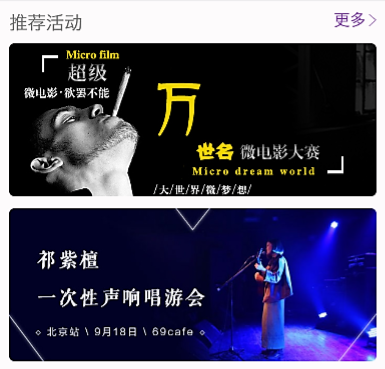 推荐活动
更多
Micro film
超级
微电影·欲罢不能
万
世名 微电影大赛
Micro dream world
/大/世/界/微/梦/想/
祁紫檀
一次性声响唱游会
◇ 北京站 \ 9月18日 \ 69cafe ◇